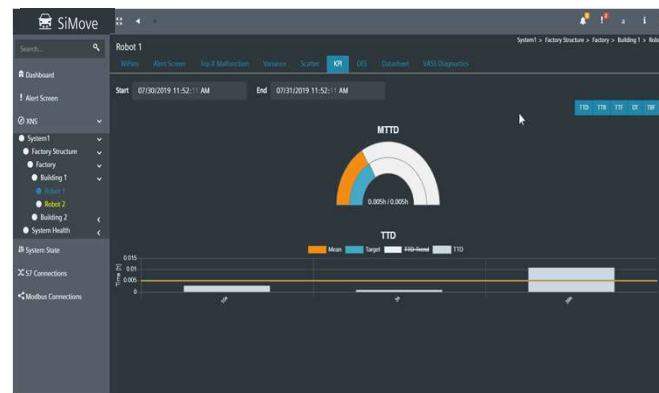 SiMove
a
i
Search...
Robot 1
System1 > Factory Structure > Factory > Building 1 >
Alert Screen
Top X Malfunction
Variance
Scatter
KPI
OES
Datasheet
VASS Diagnostics
Dashboard
Start 07/30/2019 11:52:11 AM End 07/31/2019 11:52:11 AM
! Alert Screen
TTD TTR TTF DT TBF
XNS
MTTD
System1
Factory Structure
Factory
Building 1
Robot 1
0.005h / 0.005h
Robot 2
Building 2
System Health
TTD
Mean Target TTD-Trend TTD
System State
0.015
Time [h]
0.01
0.005
0
S7 Connections
Modbus Connections